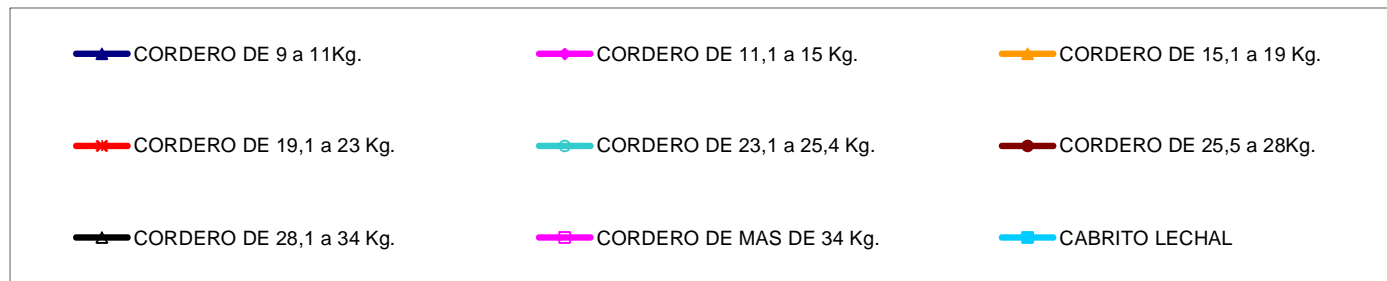 CORDERO DE 9 a 11Kg.
CORDERO DE 11,1 a 15 Kg.
CORDERO DE 15,1 a 19 Kg.
CORDERO DE 19,1 a 23 Kg.
CORDERO DE 23,1 a 25,4 Kg.
CORDERO DE 25,5 a 28Kg.
CORDERO DE 28,1 a 34 Kg.
CORDERO DE MAS DE 34 Kg.
CABRITO LECHAL